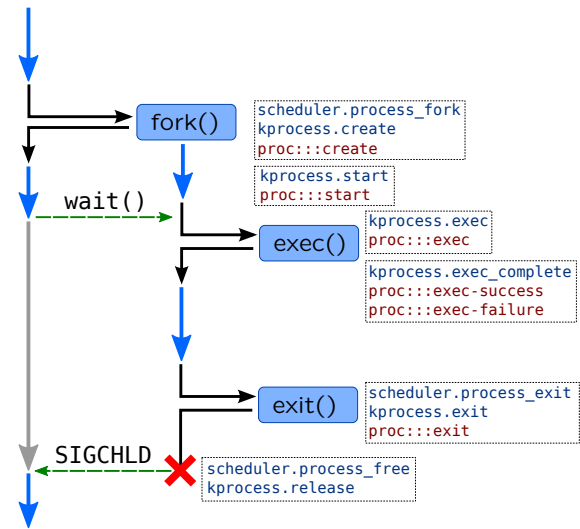 fork()
scheduler.process_fork
kprocess.create
proc:::create
kprocess.start
proc:::start
wait()
exec()
kprocess.exec
proc:::exec
kprocess.exec_complete
proc:::exec-success
proc:::exec-failure
exit()
scheduler.process_exit
kprocess.exit
proc:::exit
SIGCHLD
scheduler.process_free
kprocess.release